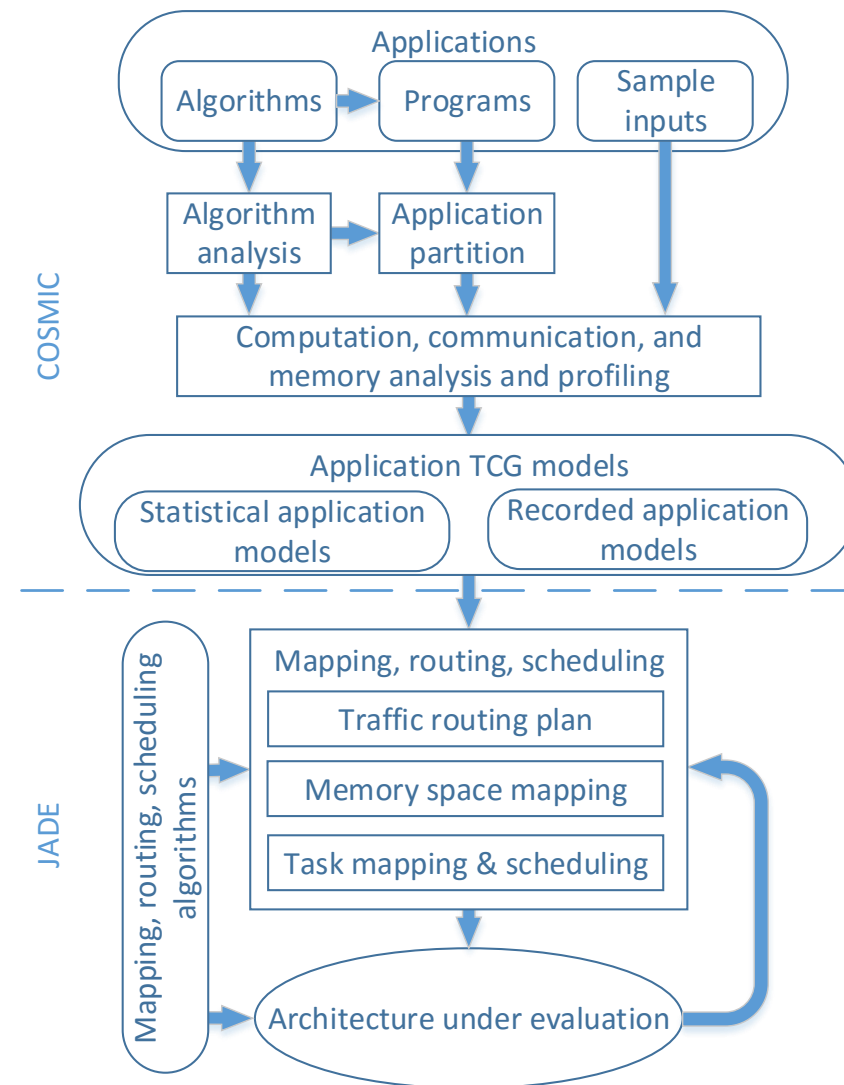 Applications
Algorithms
Programs
Sample
inputs
Algorithm
analysis
Application
partition
COSMIC
Computation, communication, and
memory analysis and profiling
Application TCG models
Statistical application
models
Recorded application
models
JADE
Mapping, routing, scheduling
algorithms
Mapping, routing, scheduling
Traffic routing plan
Memory space mapping
Task mapping & scheduling
Architecture under evaluation